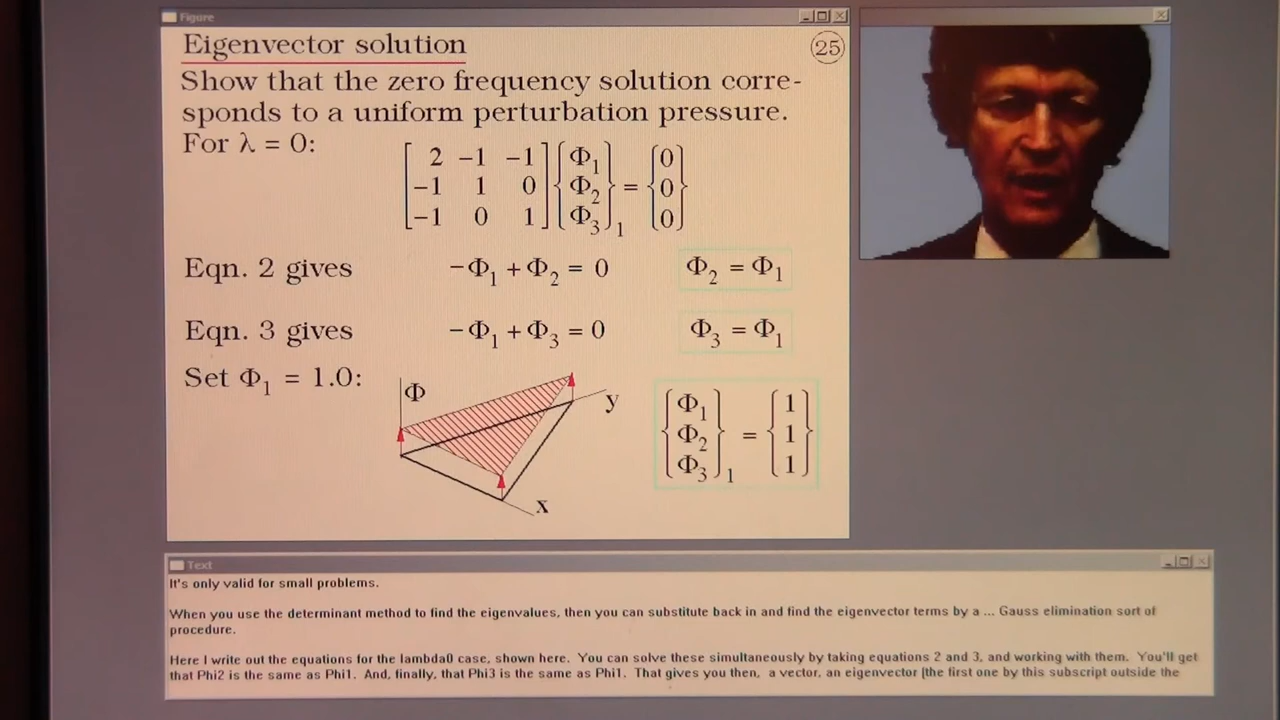 Figure
Eigenvector solution
25
Show that the zero frequency solution corre-
sponds to a uniform perturbation pressure.
For λ = 0:
[ 2 -1 -1 ] { Φ1 } { 0 }
[ -1 1 0 ] { Φ2 } = { 0 }
[ -1 0 1 ] { Φ3 }1 { 0 }
Eqn. 2 gives -Φ1 + Φ2 = 0 Φ2 = Φ1
Eqn. 3 gives -Φ1 + Φ3 = 0 Φ3 = Φ1
Set Φ1 = 1.0:
Φ
y
x
{ Φ1 } { 1 }
{ Φ2 } = { 1 }
{ Φ3 }1 { 1 }
Text
It's only valid for small problems.
When you use the determinant method to find the eigenvalues, then you can substitute back in and find the eigenvector terms by a ... Gauss elimination sort of
procedure.
Here I write out the equations for the lambda0 case, shown here. You can solve these simultaneously by taking equations 2 and 3, and working with them. You'll get
that Phi2 is the same as Phi1. And, finally, that Phi3 is the same as Phi1. That gives you then, a vector, an eigenvector (the first one by this subscript outside the